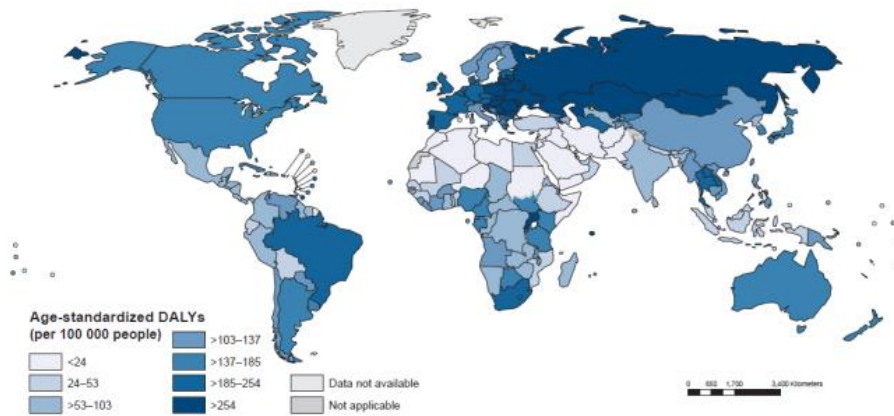 Age-standardized DALYs
(per 100 000 people)
<24
24–53
>53–103
>103–137
>137–185
>185–254
>254
Data not available
Not applicable
0 850 1,700 3,400 Kilometers